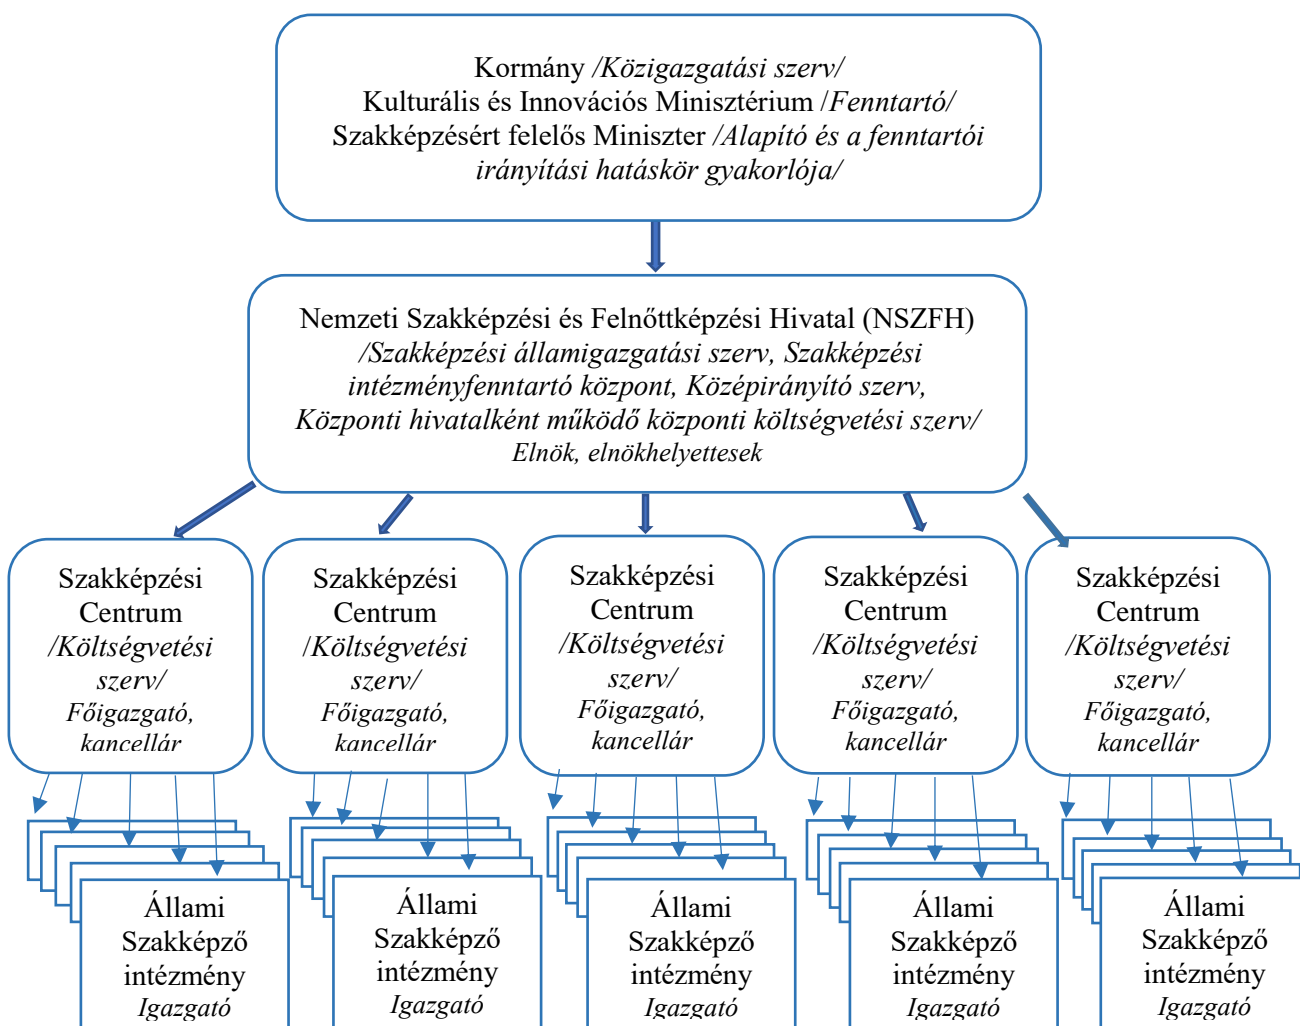 Kormány /Közigazgatási szerv/
Kulturális és Innovációs Minisztérium /Fenntartó/
Szakképzésért felelős Miniszter /Alapító és a fenntartói
irányítási hatáskör gyakorlója/
Nemzeti Szakképzési és Felnőttképzési Hivatal (NSZFH)
/Szakképzési államigazgatási szerv, Szakképzési
intézményfenntartó központ, Középirányító szerv,
Központi hivatalként működő központi költségvetési szerv/
Elnök, elnökhelyettesek
Szakképzési
Centrum
/Költségvetési
szerv/
Főigazgató,
kancellár
Szakképzési
Centrum
/Költségvetési
szerv/
Főigazgató,
kancellár
Szakképzési
Centrum
/Költségvetési
szerv/
Főigazgató,
kancellár
Szakképzési
Centrum
/Költségvetési
szerv/
Főigazgató,
kancellár
Szakképzési
Centrum
/Költségvetési
szerv/
Főigazgató,
kancellár
Állami
Szakképző
intézmény
Igazgató
Állami
Szakképző
intézmény
Igazgató
Állami
Szakképző
intézmény
Igazgató
Állami
Szakképző
intézmény
Igazgató
Állami
Szakképző
intézmény
Igazgató